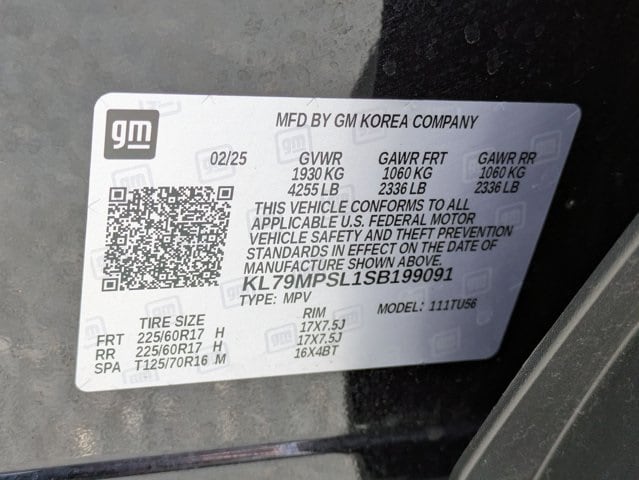 gm
MFD BY GM KOREA COMPANY
02/25 GVWR GAWR FRT GAWR RR
1930 KG 1060 KG 1060 KG
4255 LB 2336 LB 2336 LB
THIS VEHICLE CONFORMS TO ALL
APPLICABLE U.S. FEDERAL MOTOR
VEHICLE SAFETY AND THEFT PREVENTION
STANDARDS IN EFFECT ON THE DATE OF
MANUFACTURE SHOWN ABOVE.
KL79MPSL1SB199091
TYPE: MPV MODEL: 111TU56
TIRE SIZE RIM
FRT 225/60R17 H 17X7.5J
RR 225/60R17 H 17X7.5J
SPA T125/70R16 M 16X4BT